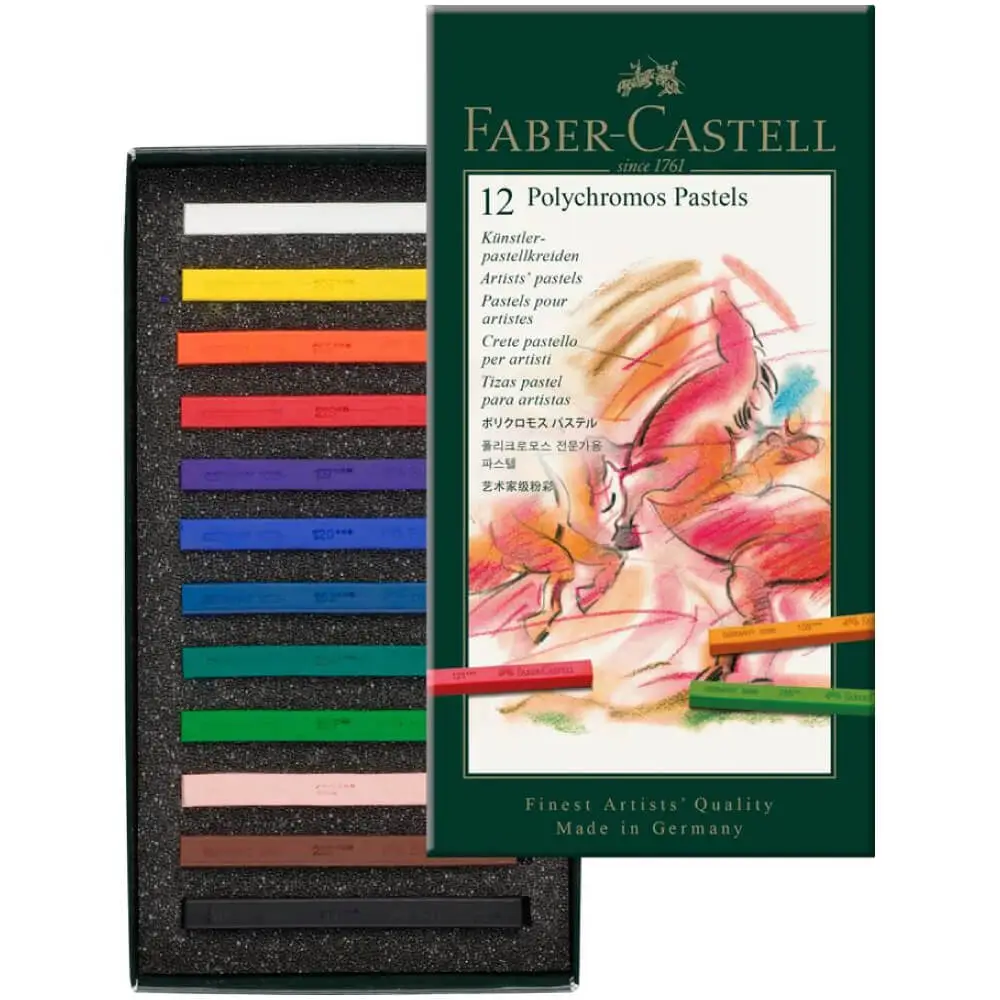 FABER-CASTELL
since 1761
12 Polychromos Pastels
Künstler-
pastellkreiden
Artists' pastels
Pastels pour
artistes
Crete pastello
per artisti
Tizas pastel
para artistas
ポリクロモス パステル
폴리크로모스 전문가용
파스텔
艺术家级粉彩
FABER-CASTELL
Finest Artists' Quality
Made in Germany